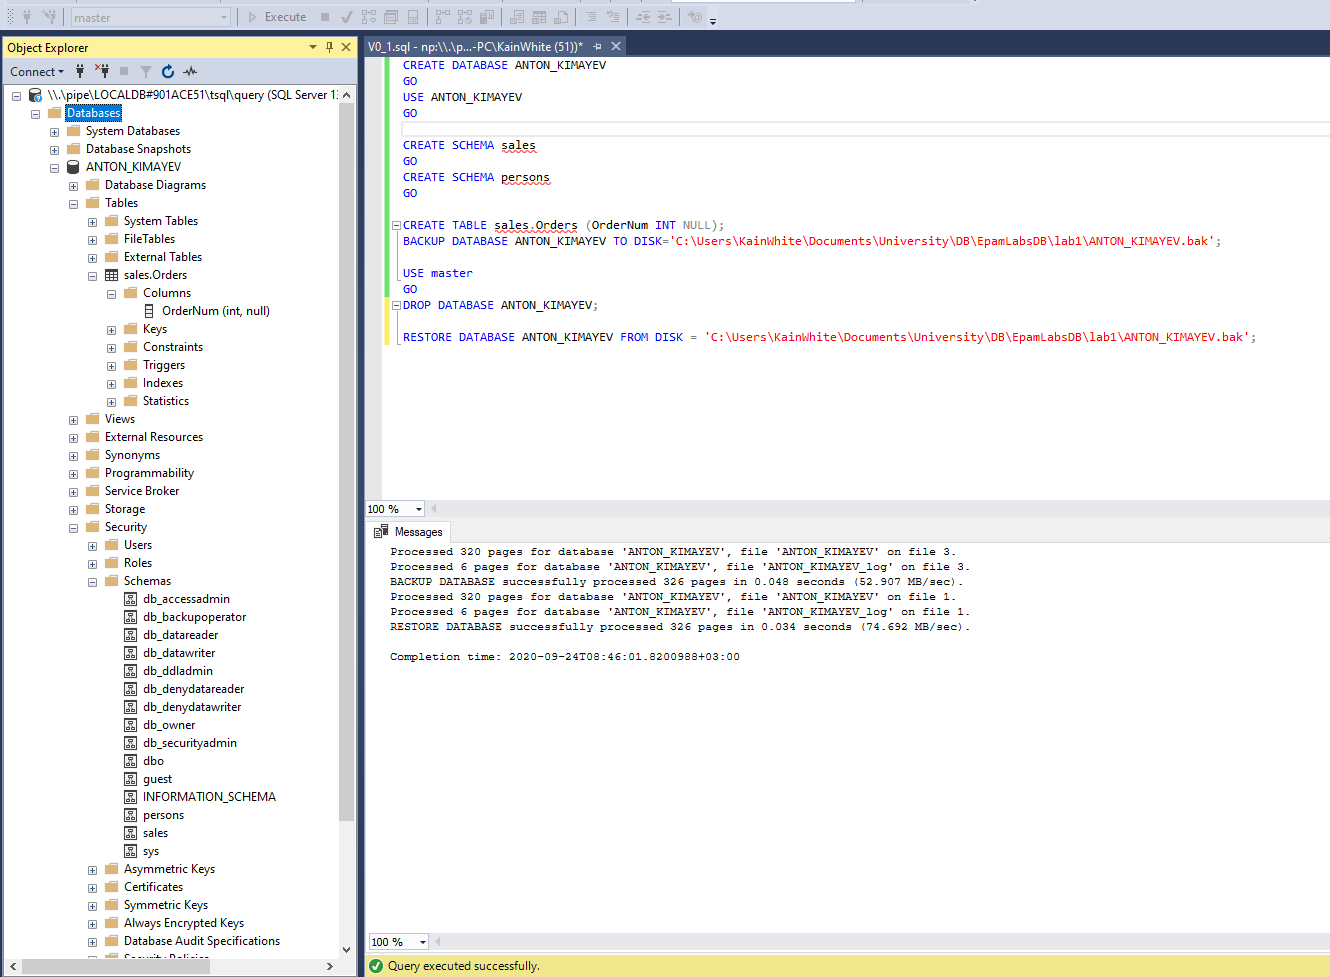 master
Execute
Object Explorer
Connect
\\.\pipe\LOCALDB#901ACE51\tsql\query (SQL Server 13
Databases
System Databases
Database Snapshots
ANTON_KIMAYEV
Database Diagrams
Tables
System Tables
FileTables
External Tables
sales.Orders
Columns
OrderNum (int, null)
Keys
Constraints
Triggers
Indexes
Statistics
Views
External Resources
Synonyms
Programmability
Service Broker
Storage
Security
Users
Roles
Schemas
db_accessadmin
db_backupoperator
db_datareader
db_datawriter
db_ddladmin
db_denydatareader
db_denydatawriter
db_owner
db_securityadmin
dbo
guest
INFORMATION_SCHEMA
persons
sales
sys
Asymmetric Keys
Certificates
Symmetric Keys
Always Encrypted Keys
Database Audit Specifications
Security Policies
V0_1.sql - np:\\.\p...-PC\KainWhite (51))*
CREATE DATABASE ANTON_KIMAYEV
GO
USE ANTON_KIMAYEV
GO
CREATE SCHEMA sales
GO
CREATE SCHEMA persons
GO
CREATE TABLE sales.Orders (OrderNum INT NULL);
BACKUP DATABASE ANTON_KIMAYEV TO DISK='C:\Users\KainWhite\Documents\University\DB\EpamLabsDB\lab1\ANTON_KIMAYEV.bak';
USE master
GO
DROP DATABASE ANTON_KIMAYEV;
RESTORE DATABASE ANTON_KIMAYEV FROM DISK = 'C:\Users\KainWhite\Documents\University\DB\EpamLabsDB\lab1\ANTON_KIMAYEV.bak';
100 %
Messages
Processed 320 pages for database 'ANTON_KIMAYEV', file 'ANTON_KIMAYEV' on file 3.
Processed 6 pages for database 'ANTON_KIMAYEV', file 'ANTON_KIMAYEV_log' on file 3.
BACKUP DATABASE successfully processed 326 pages in 0.048 seconds (52.907 MB/sec).
Processed 320 pages for database 'ANTON_KIMAYEV', file 'ANTON_KIMAYEV' on file 1.
Processed 6 pages for database 'ANTON_KIMAYEV', file 'ANTON_KIMAYEV_log' on file 1.
RESTORE DATABASE successfully processed 326 pages in 0.034 seconds (74.692 MB/sec).
Completion time: 2020-09-24T08:46:01.8200988+03:00
100 %
Query executed successfully.